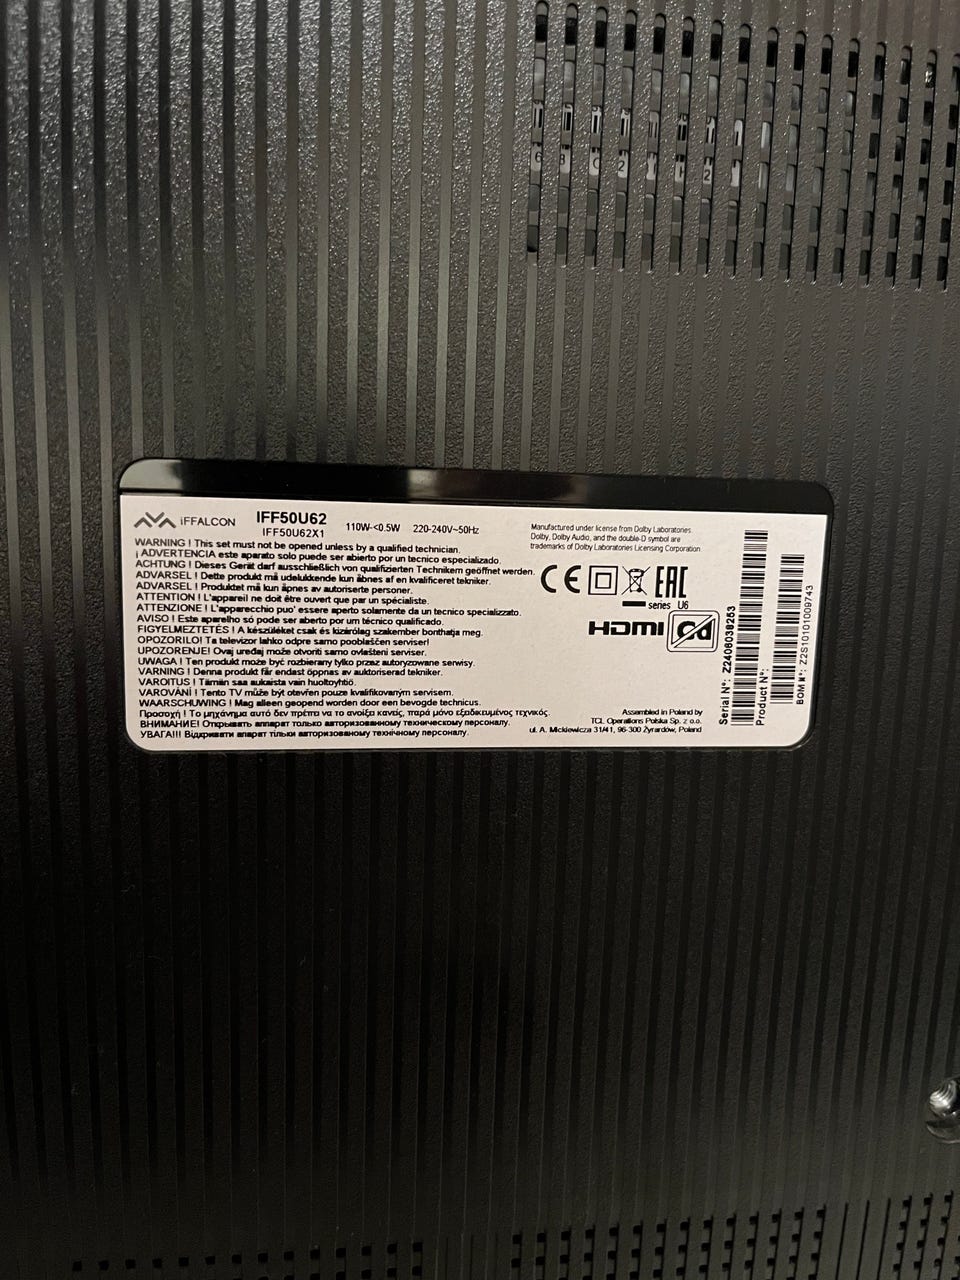 iFFALCON
IFF50U62
IFF50U62X1
110W-<0.5W 220-240V~50Hz
WARNING ! This set must not be opened unless by a qualified technician.
¡ ADVERTENCIA este aparato solo puede ser abierto por un tecnico especializado.
ACHTUNG ! Dieses Gerät darf ausschließlich von qualifizierten Technikern geöffnet werden.
ADVARSEL ! Dette produkt må udelukkende kun åbnes af en kvalificeret tekniker.
ADVARSEL ! Produktet må kun åpnes av autoriserte personer.
ATTENTION ! L'appareil ne doit être ouvert que par un spécialiste.
ATTENZIONE ! L'apparecchio puo' essere aperto solamente da un tecnico specializzato.
AVISO ! Este aparelho só pode ser aberto por um técnico qualificado.
FIGYELMEZTETÉS ! A készüléket csak és kizárólag szakember bonthatja meg.
OPOZORILO! Ta televizor lahko odpre samo pooblaščen serviser!
UPOZORENJE! Ovaj uređaj može otvoriti samo ovlašteni serviser.
UWAGA ! Ten produkt może być rozbierany tylko przez autoryzowane serwisy.
VARNING ! Denna produkt får endast öppnas av auktoriserad tekniker.
VAROITUS ! Tämän saa aukaista vain huoltoyhtiö.
VAROVÁNI ! Tento TV může být otevřen pouze kvalifikovaným servisem.
WAARSCHUWING ! Mag alleen geopend worden door een bevoegde technicus.
Προσοχή ! Το μηχάνημα αυτό δεν πρέπει να το ανοίξει κανείς, παρά μόνο εξειδικευμένος τεχνικός.
ВНИМАНИЕ! Открывать аппарат только авторизованному техническому персоналу.
УВАГА!!! Відкривати апарат тільки авторизованому технічному персоналу.
Manufactured under license from Dolby Laboratories.
Dolby, Dolby Audio, and the double-D symbol are
trademarks of Dolby Laboratories Licensing Corporation.
CE EAC
series U6
HDMI Cd
Assembled in Poland by
TCL Operations Polska Sp. z o.o.
ul. A. Mickiewicza 31/41, 96-300 Żyrardów, Poland
Serial N°: Z2408038253
Product N°:
BOM N°: Z2S10101009743